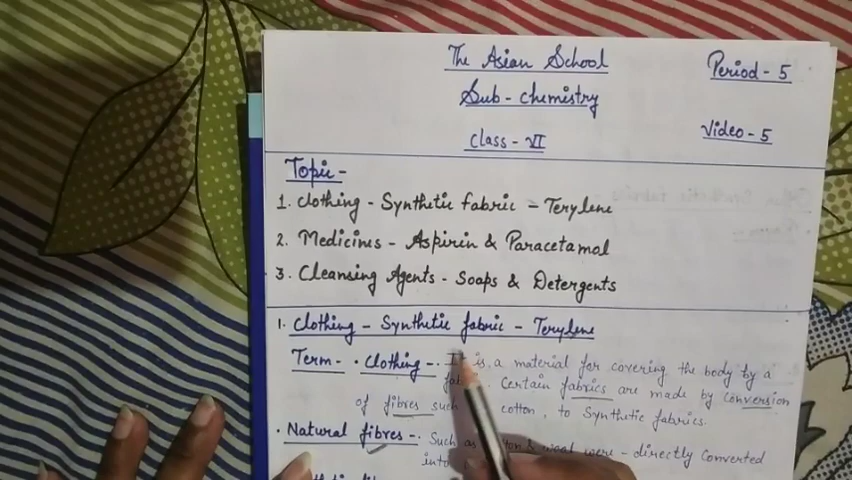 The Asian School
Period - 5
Sub - Chemistry
Class - VI
Video - 5
Topic -
1. Clothing - Synthetic Fabric - Terylene
2. Medicines - Aspirin & Paracetamol
3. Cleansing Agents - Soaps & Detergents
1. Clothing - Synthetic fabric - Terylene
Term - • Clothing - • It is a material for covering the body by a
Certain fabrics are made by conversion
of fibres such cotton, to Synthetic fabrics.
• Natural fibres - • Such as & wool were - directly converted
into